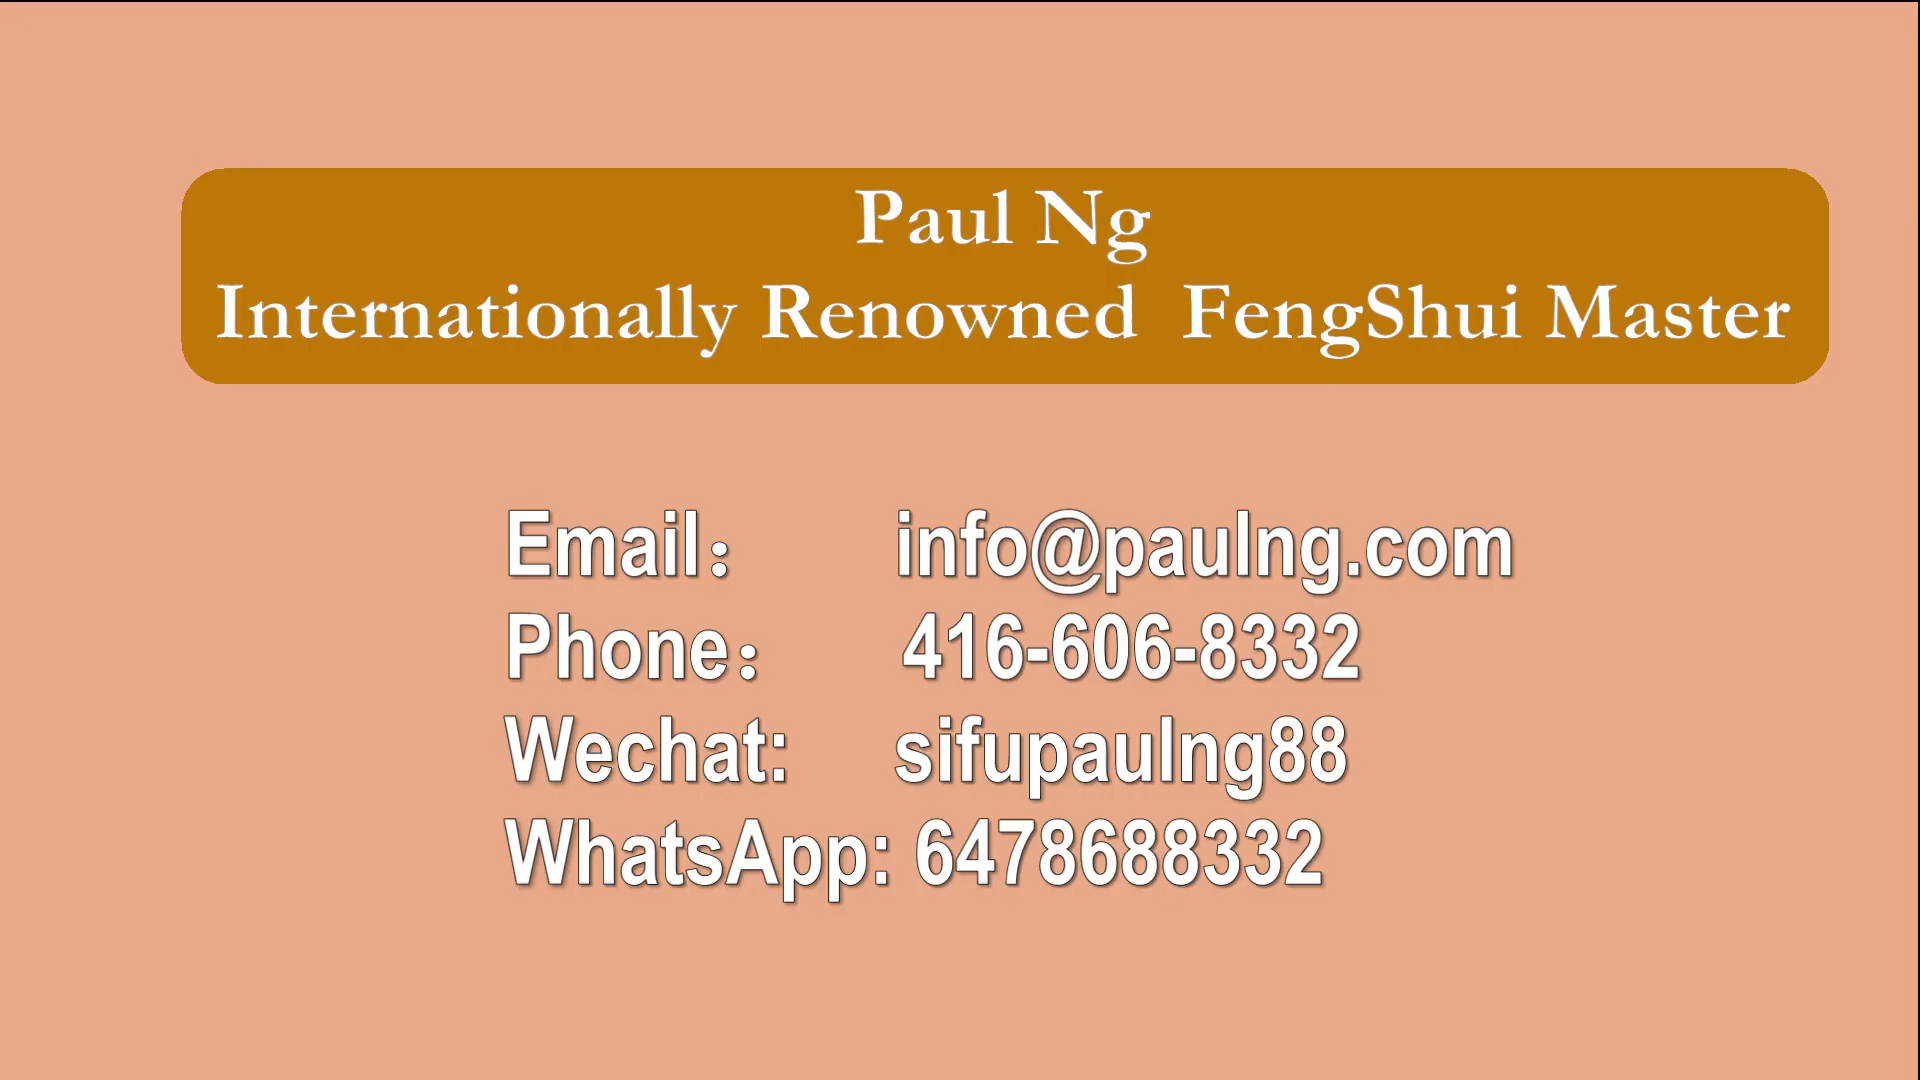 Paul Ng
Internationally Renowned FengShui Master
Email： info@paulng.com
Phone： 416-606-8332
Wechat: sifupaulng88
WhatsApp: 6478688332